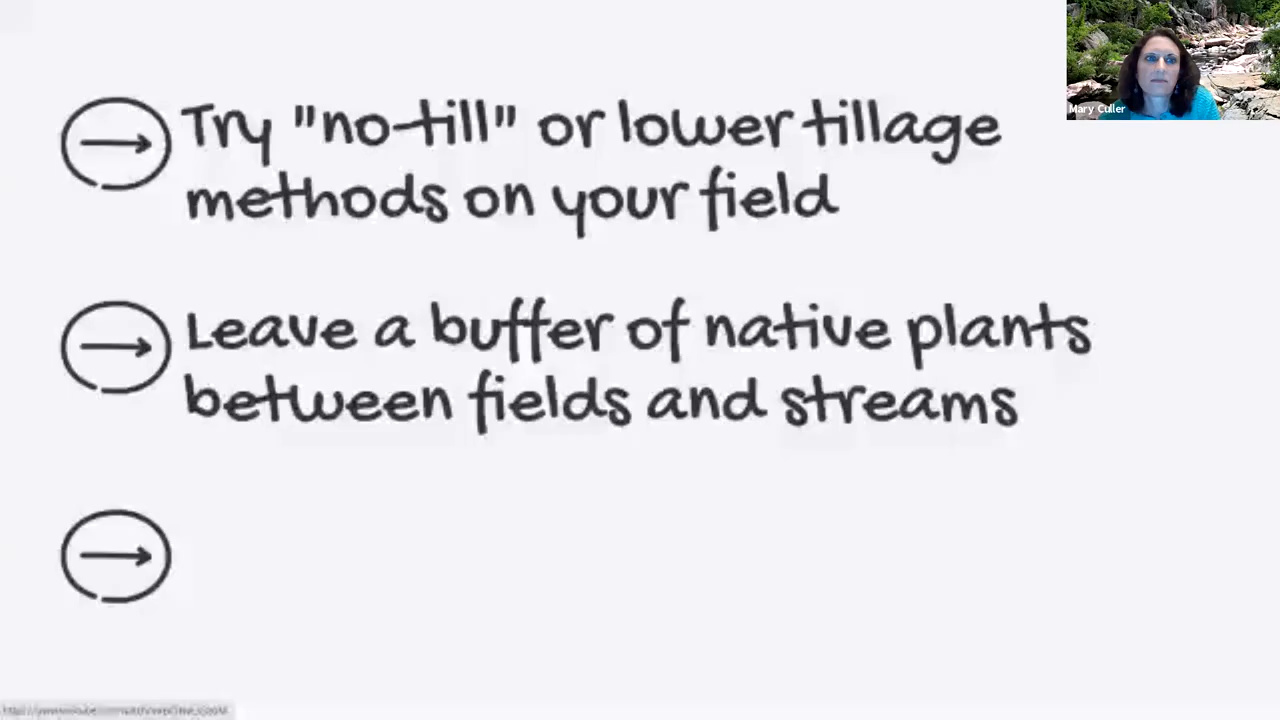 Mary Culler
Try "no-till" or lower tillage
methods on your field
Leave a buffer of native plants
between fields and streams